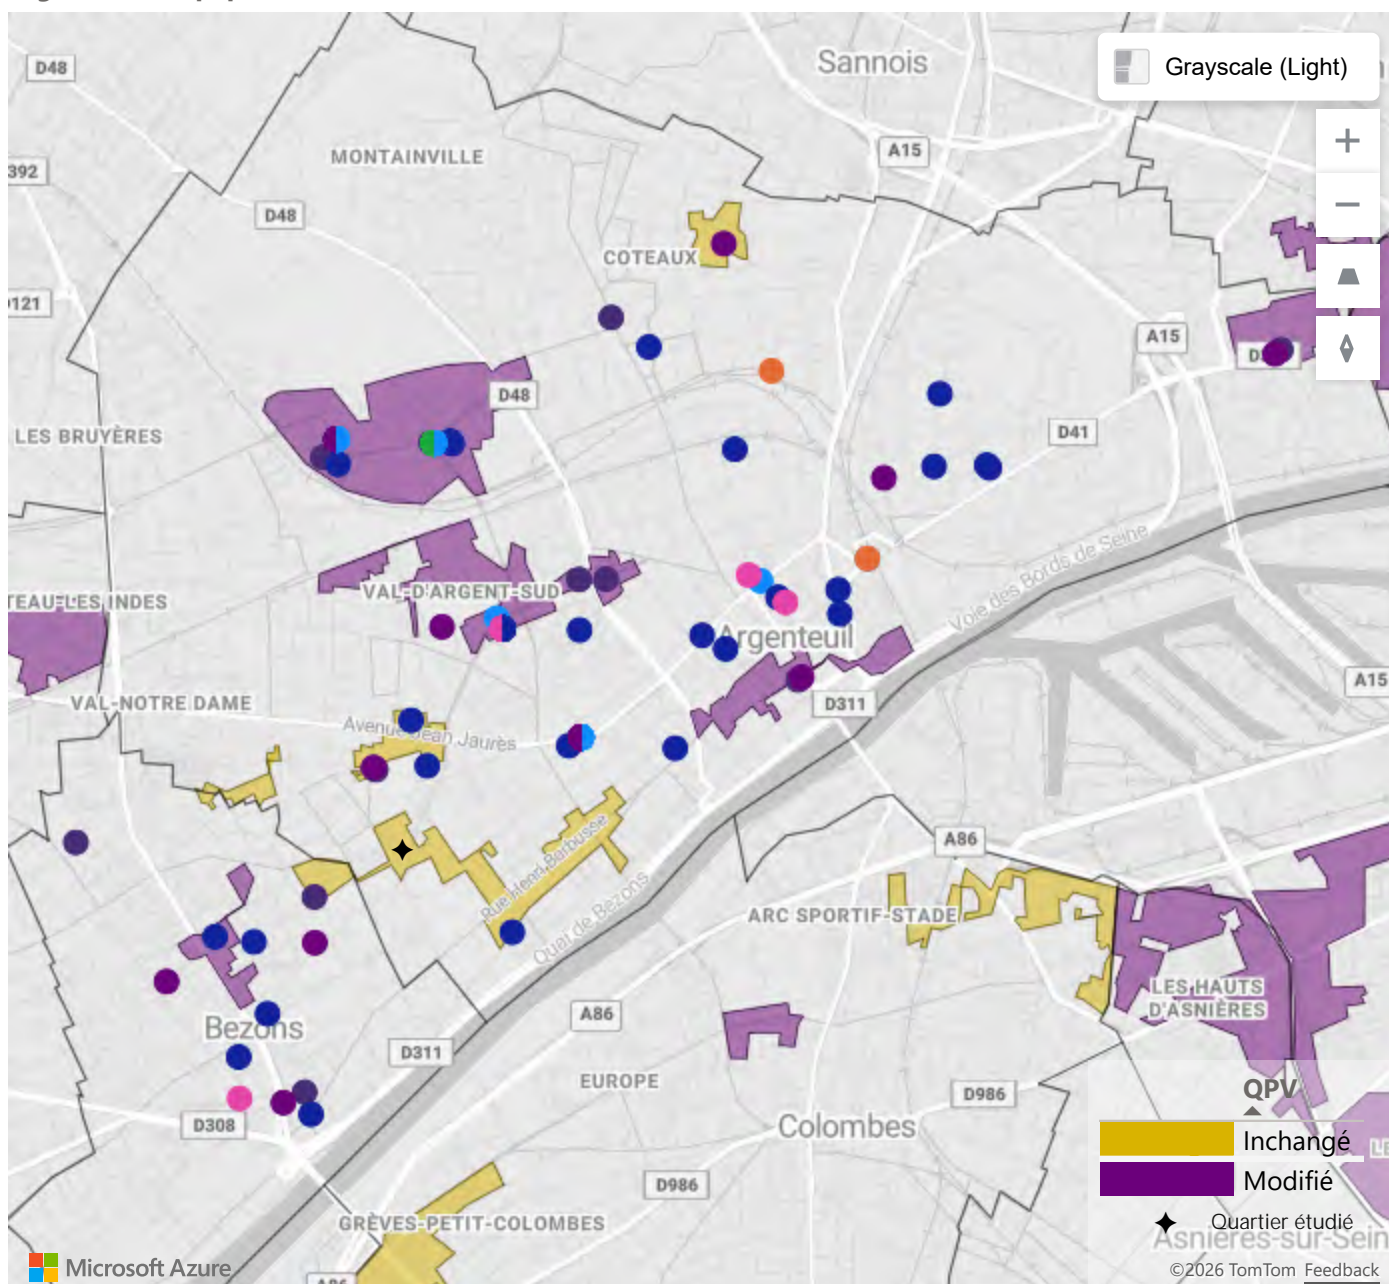 Sannois
Grayscale (Light)
D48
MONTAINVILLE
A15
392
D48
COTEAUX
121
A15
D48
D41
LES BRUYÈRES
Voie des Bords de Seine
VAL-D'ARGENT-SUD
TEAU-LES INDES
Argenteuil
A15
VAL-NOTRE DAME
D311
Avenue Jean Jaurès
Rue Henri Barbusse
A86
Quai de Bezons
ARC SPORTIF-STADE
LES HAUTS
D'ASNIÈRES
A86
Bezons
D311
EUROPE
D986
QPV
D308
Colombes
Inchangé
LE
D986
Modifié
GRÈVES-PETIT-COLOMBES
Quartier étudié
Asnières-sur-Sein
Microsoft Azure
A86
©2026 TomTom Feedback